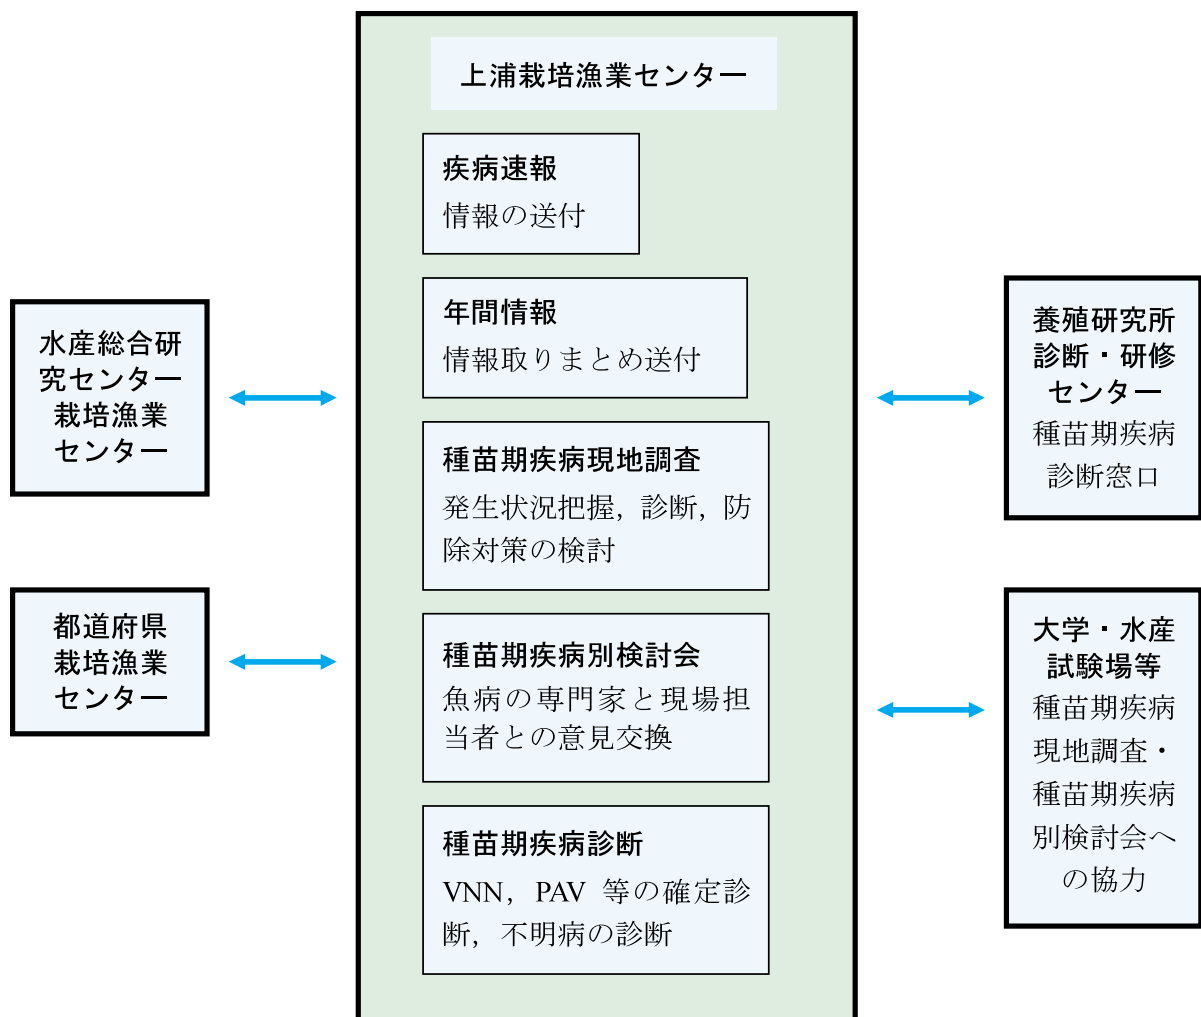 上浦栽培漁業センター
疾病速報
情報の送付
年間情報
情報取りまとめ送付
種苗期疾病現地調査
発生状況把握，診断，防
除対策の検討
種苗期疾病別検討会
魚病の専門家と現場担
当者との意見交換
種苗期疾病診断
VNN，PAV 等の確定診
断，不明病の診断
水産総合研
究センター
栽培漁業
センター
都道府県
栽培漁業
センター
養殖研究所
診断・研修
センター
種苗期疾病
診断窓口
大学・水産
試験場等
種苗期疾病
現地調査・
種苗期疾病
別検討会へ
の協力